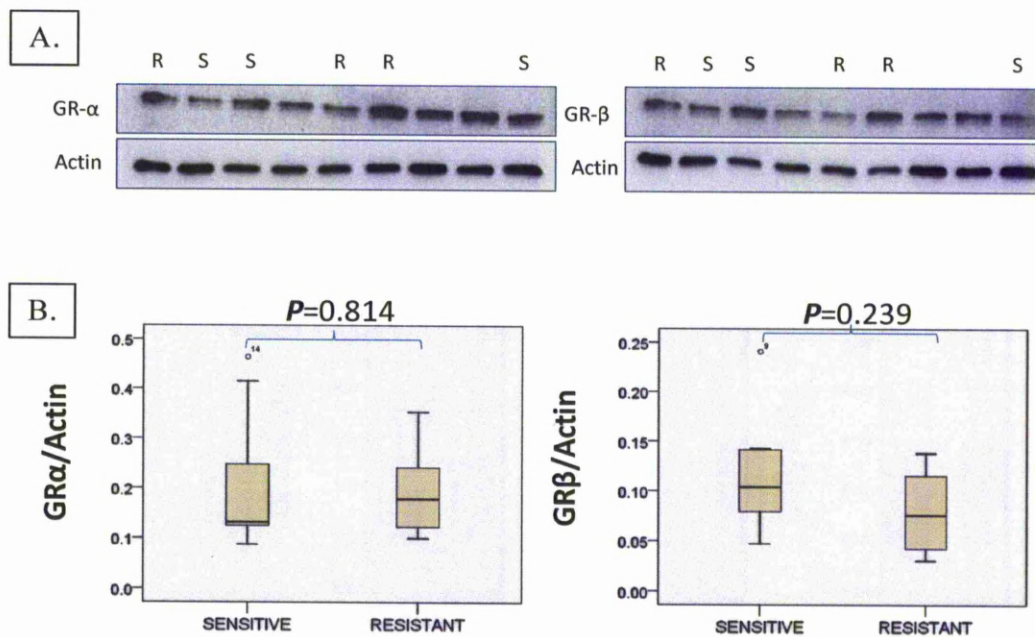 A.
R S S R R S
GR-α
Actin
R S S R R S
GR-β
Actin
B.
P=0.814
GRα/Actin
0.5
0.4
0.3
0.2
0.1
0.0
14
SENSITIVE RESISTANT
P=0.239
GRβ/Actin
0.25
0.20
0.15
0.10
0.05
0.00
9
SENSITIVE RESISTANT